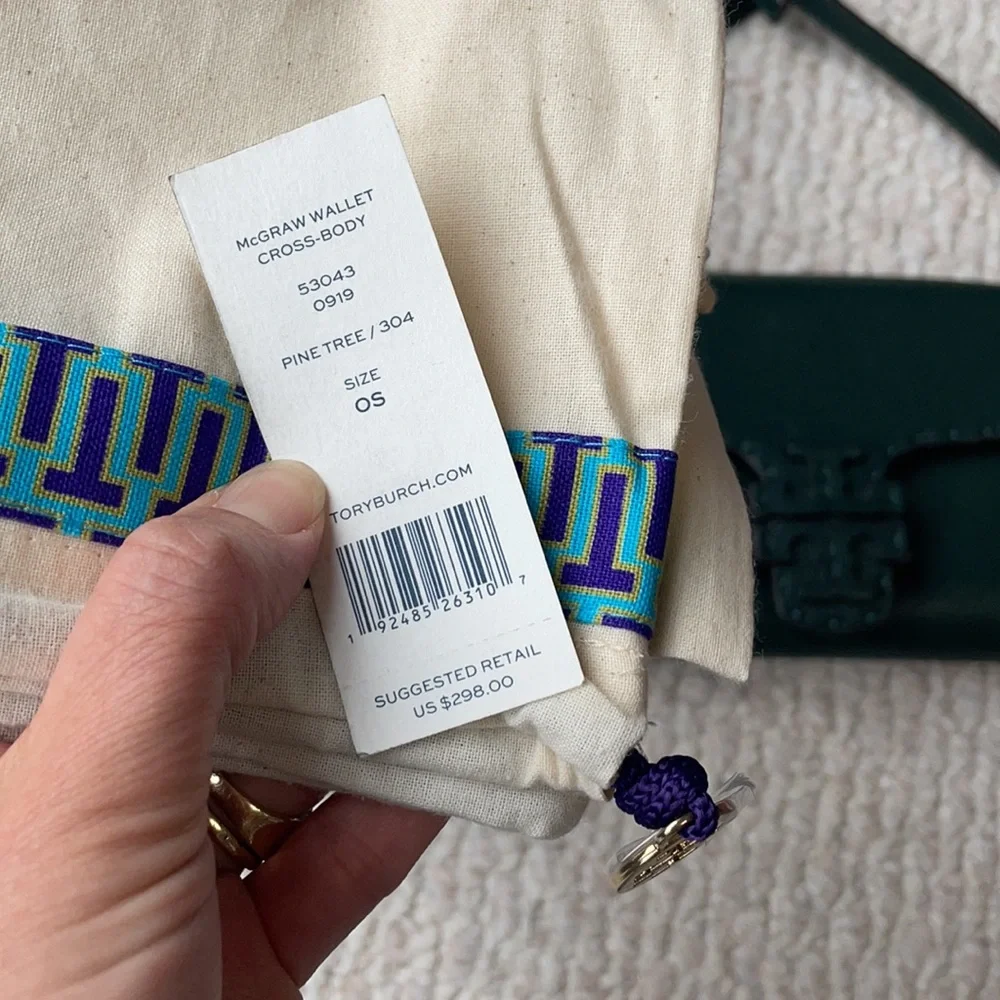 McGRAW WALLET
CROSS-BODY
53043
0919
PINE TREE / 304
SIZE
OS
TORYBURCH.COM
1 92485 26310 7
SUGGESTED RETAIL
US $298.00